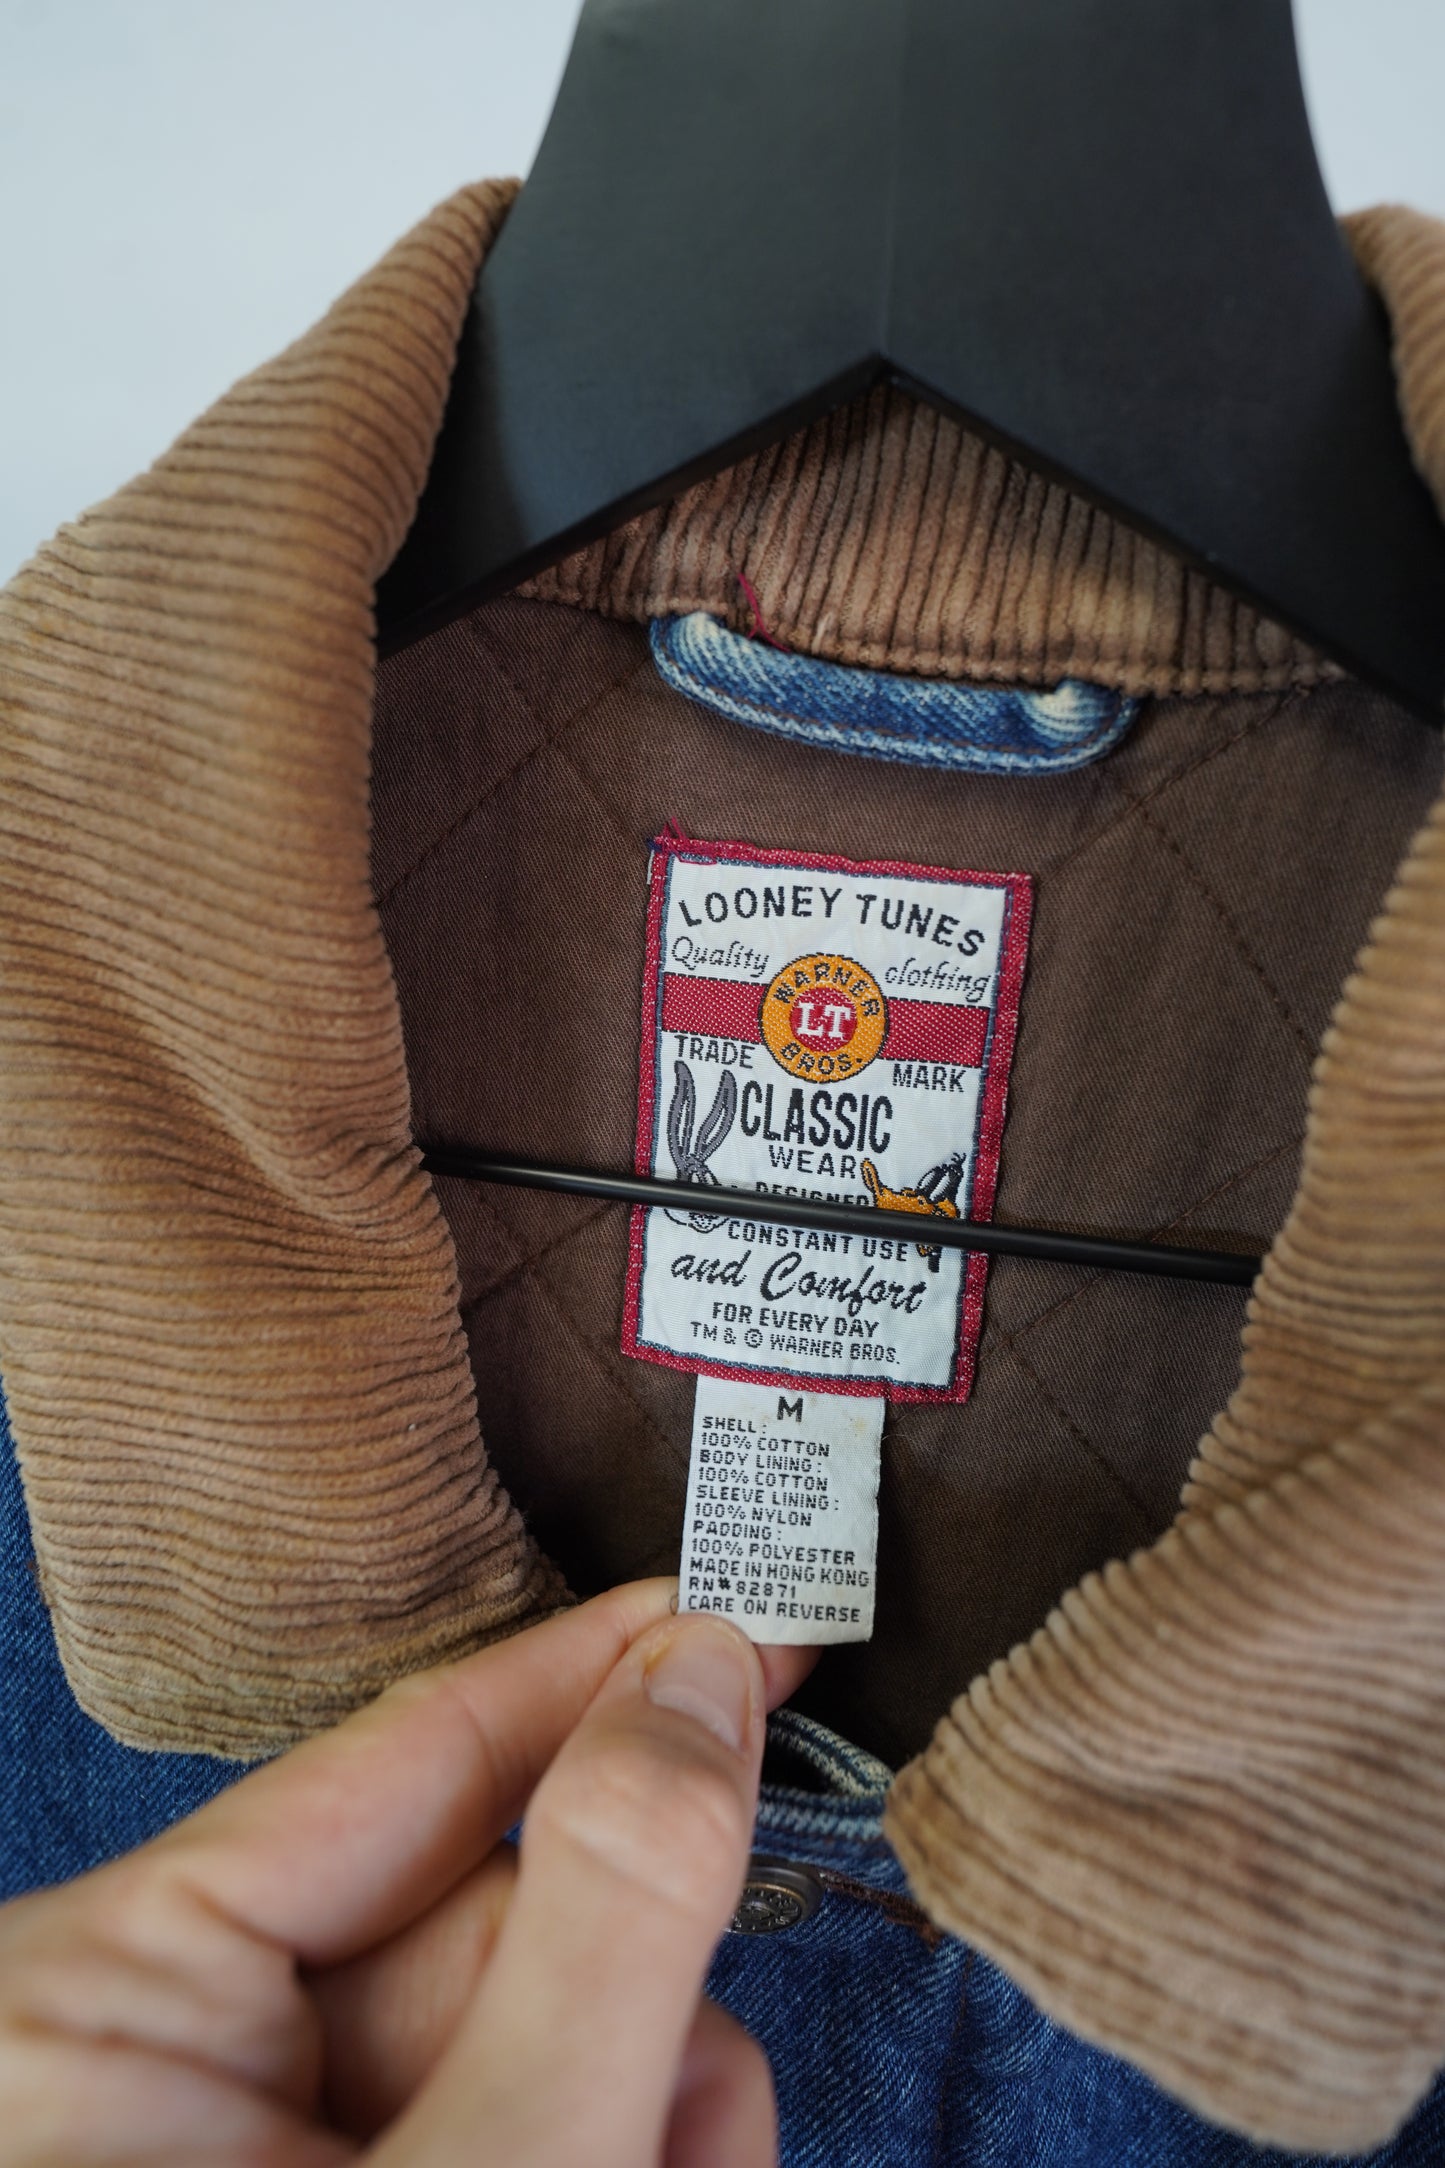 LOONEY TUNES
Quality clothing
WARNER
LT
BROS.
TRADE MARK
CLASSIC
WEAR
DESIGNED
CONSTANT USE
and Comfort
FOR EVERY DAY
TM & © WARNER BROS.
M
SHELL:
100% COTTON
BODY LINING:
100% COTTON
SLEEVE LINING:
100% NYLON
PADDING:
100% POLYESTER
MADE IN HONG KONG
RN# 82871
CARE ON REVERSE